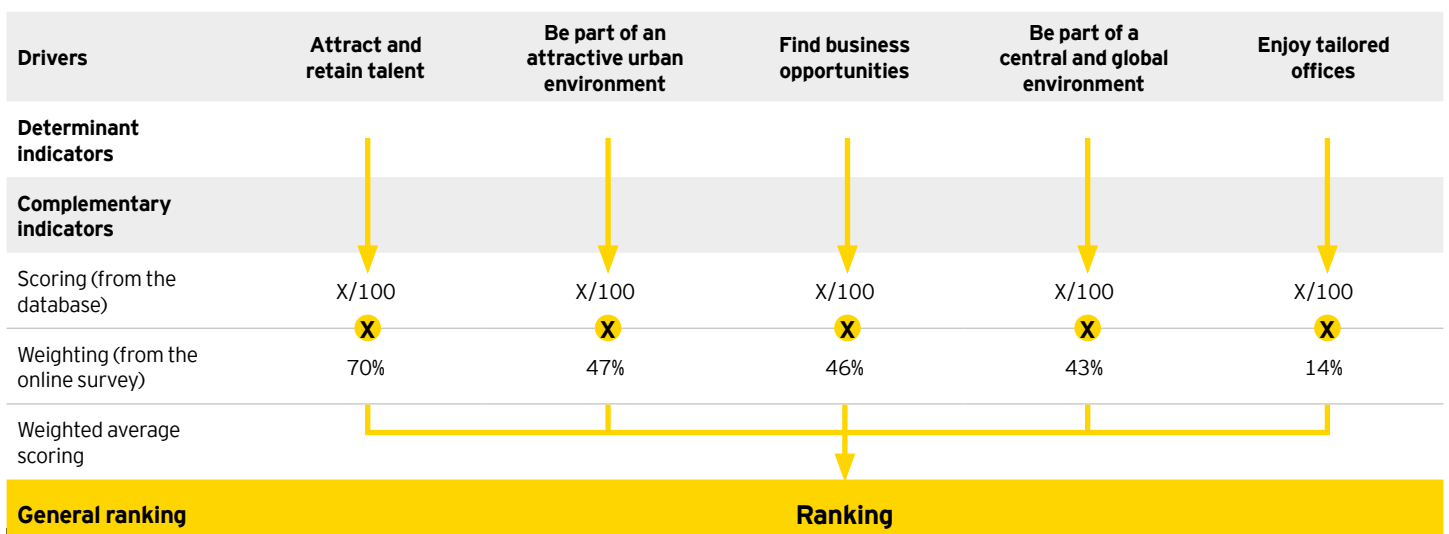 Drivers
Attract and
retain talent
Be part of an
attractive urban
environment
Find business
opportunities
Be part of a
central and global
environment
Enjoy tailored
offices
Determinant
indicators
Complementary
indicators
Scoring (from the
database)
X/100 X/100 X/100 X/100 X/100
X X X X X
Weighting (from the
online survey)
70% 47% 46% 43% 14%
Weighted average
scoring
General ranking Ranking